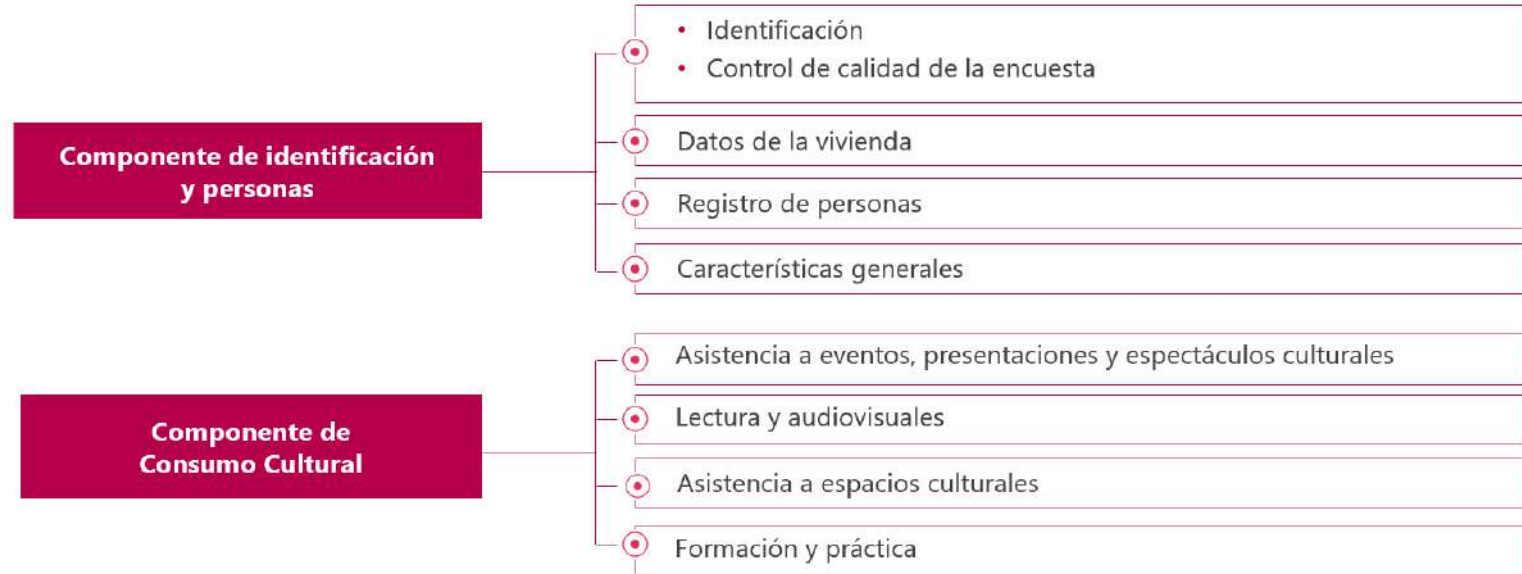 Componente de identificación
y personas
• Identificación
• Control de calidad de la encuesta
Datos de la vivienda
Registro de personas
Características generales
Componente de
Consumo Cultural
Asistencia a eventos, presentaciones y espectáculos culturales
Lectura y audiovisuales
Asistencia a espacios culturales
Formación y práctica